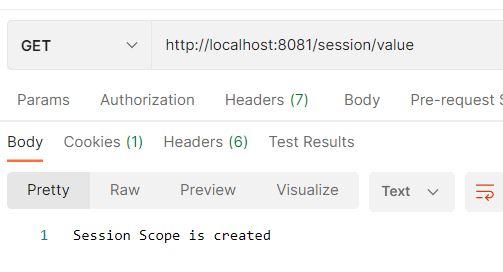 GET http://localhost:8081/session/value
Params Authorization Headers (7) Body Pre-request S
Body Cookies (1) Headers (6) Test Results
Pretty Raw Preview Visualize Text
1 Session Scope is created